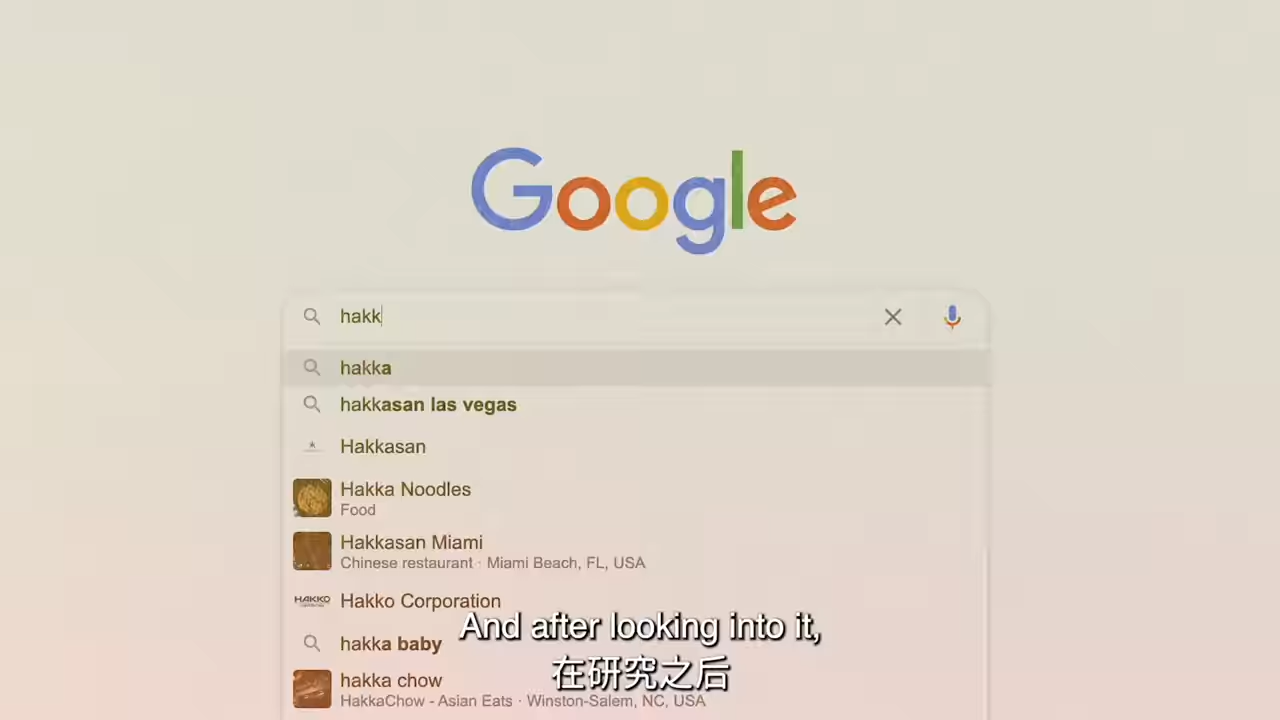 Google
hakk
hakka
hakkasan las vegas
Hakkasan
Hakka Noodles
Food
Hakkasan Miami
Chinese restaurant · Miami Beach, FL, USA
HAKKO Hakko Corporation
And after looking into it,
hakka baby
在研究之后
hakka chow
HakkaChow - Asian Eats · Winston-Salem, NC, USA